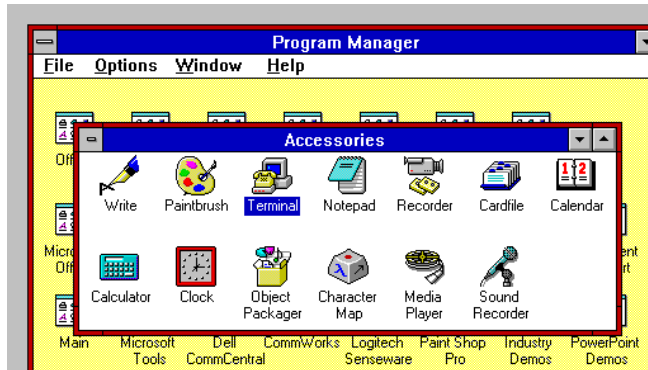 Program Manager
File Options Window Help
Accessories
Write Paintbrush Terminal Notepad Recorder Cardfile Calendar
Calculator Clock Object Packager Character Map Media Player Sound Recorder
Main Microsoft Tools Dell CommCentral CommWorks Logitech Senseware Paint Shop Pro Industry Demos PowerPoint Demos